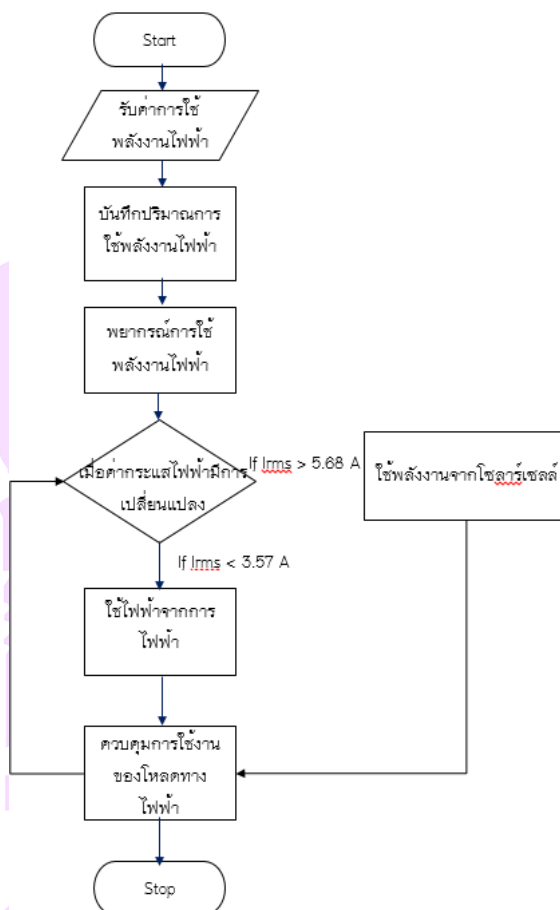 Start
รับค่าการใช้
พลังงานไฟฟ้า
บันทึกปริมาณการ
ใช้พลังงานไฟฟ้า
พยากรณ์การใช้
พลังงานไฟฟ้า
เมื่อค่ากระแสไฟฟ้ามีการ
เปลี่ยนแปลง
If Irms > 5.68 A
ใช้พลังงานจากโซลาร์เซลล์
If Irms < 3.57 A
ใช้ไฟฟ้าจากการ
ไฟฟ้า
ควบคุมการใช้งาน
ของโหลดทาง
ไฟฟ้า
Stop